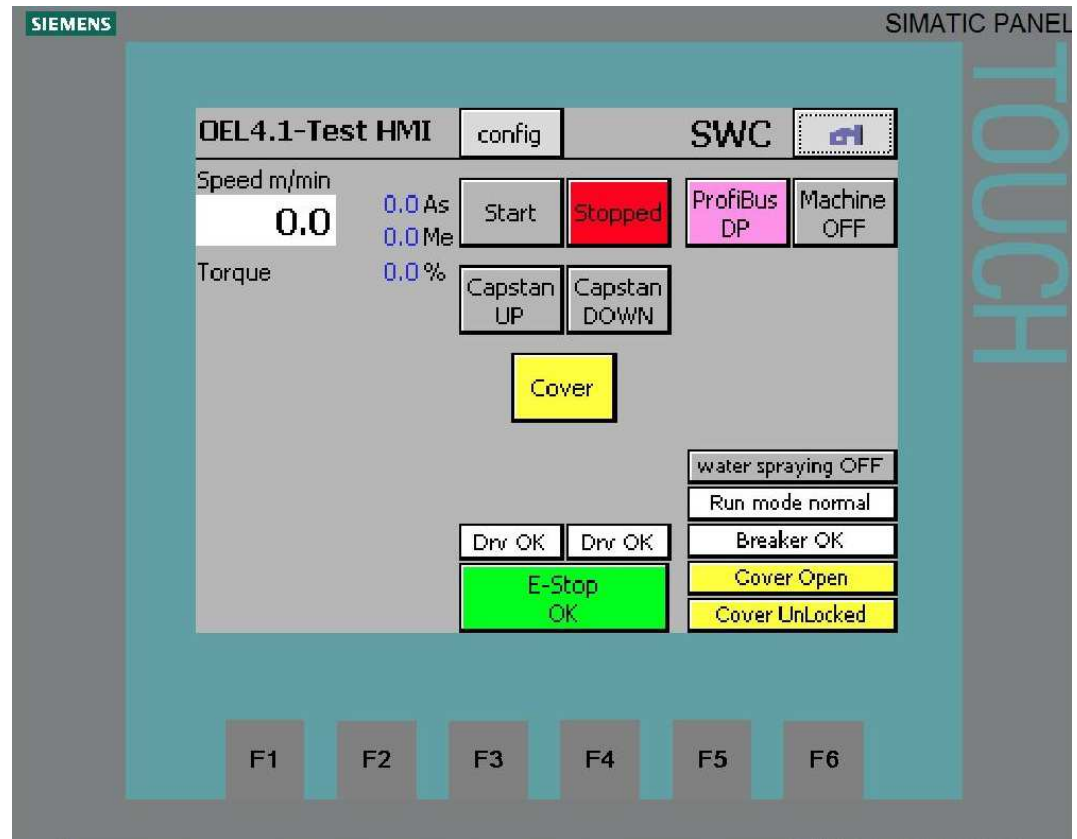 SIEMENS
SIMATIC PANEL
TOUCH
OEL4.1-Test HMI
config
SWC
Speed m/min
0.0
0.0 As
0.0 Me
Torque
0.0 %
Start
Stopped
ProfiBus
DP
Machine
OFF
Capstan
UP
Capstan
DOWN
Cover
water spraying OFF
Run mode normal
Drv OK
Drv OK
Breaker OK
E-Stop
OK
Cover Open
Cover UnLocked
F1
F2
F3
F4
F5
F6